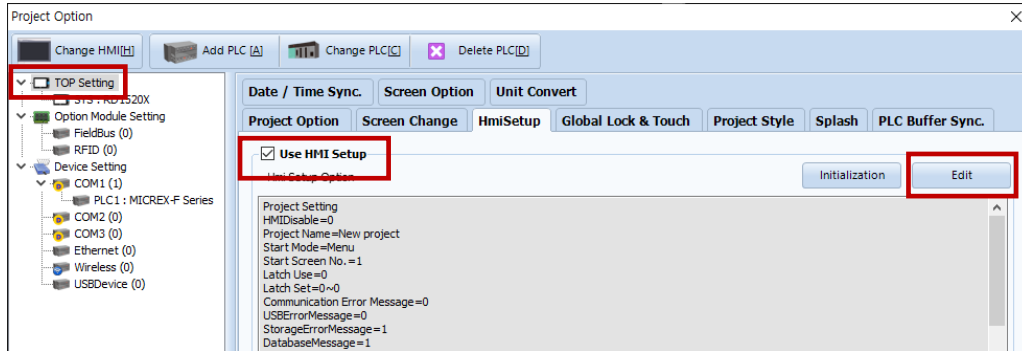 Project Option
Change HMI[H] Add PLC [A] Change PLC[C] Delete PLC[D]
TOP Setting
SYS : RD1520X
Option Module Setting
FieldBus (0)
RFID (0)
Device Setting
COM1 (1)
PLC1 : MICREX-F Series
COM2 (0)
COM3 (0)
Ethernet (0)
Wireless (0)
USBDevice (0)
Date / Time Sync. Screen Option Unit Convert
Project Option Screen Change HmiSetup Global Lock & Touch Project Style Splash PLC Buffer Sync.
Use HMI Setup
Hmi Setup Option
Initialization Edit
Project Setting
HMIDisable=0
Project Name=New project
Start Mode=Menu
Start Screen No.=1
Latch Use=0
Latch Set=0~0
Communication Error Message=0
USBErrorMessage=0
StorageErrorMessage=1
DatabaseMessage=1